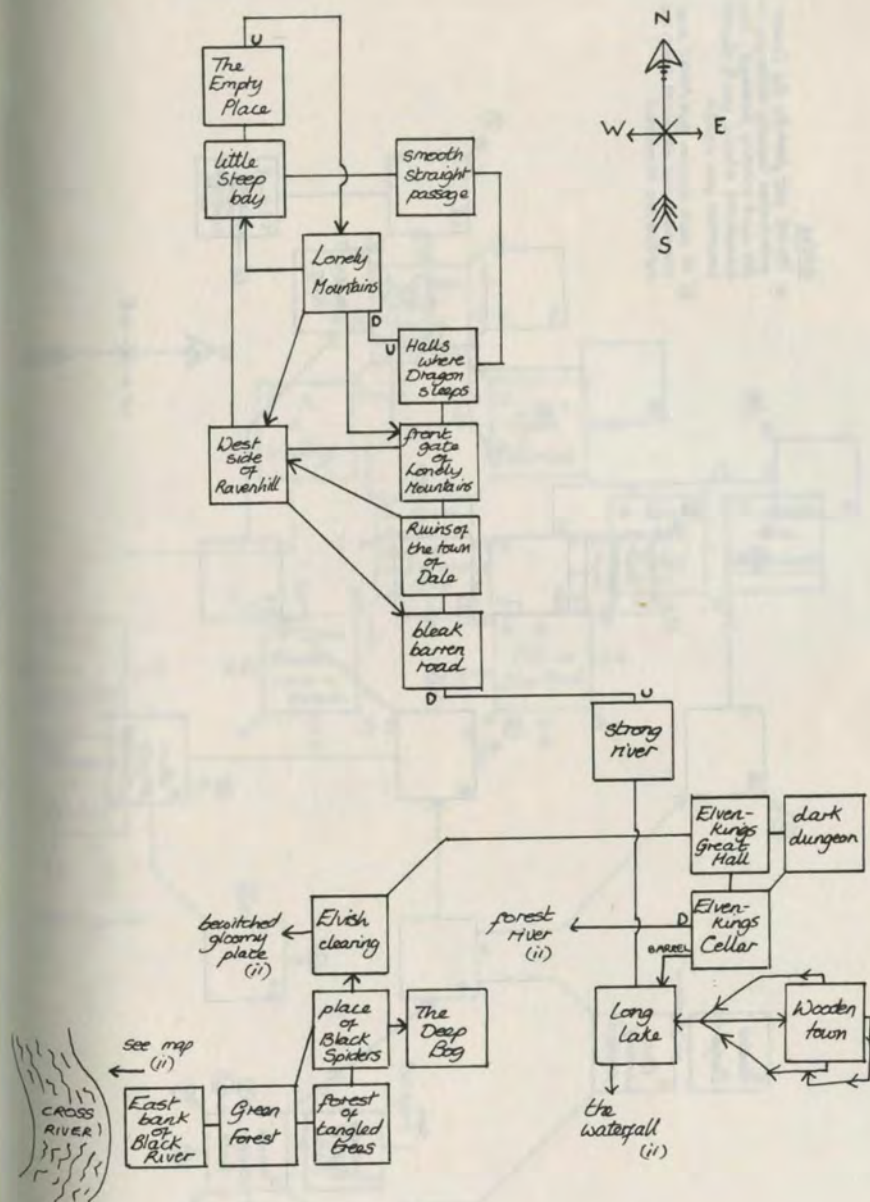 N
W
E
S
U
The
Empty
Place
little
steep
bay
smooth
straight
passage
Lonely
Mountains
D
U
Halls
where
Dragon
sleeps
West
side
of
Ravenhill
front
gate
of
Lonely
Mountains
Ruins of
the town
of
Dale
bleak
barren
road
D
U
strong
river
Elven-
kings
Great
Hall
dark
dungeon
bewitched
gloomy
place
(ii)
Elvish
clearing
forest
river
(ii)
D
Elven-
kings
Cellar
BARREL
place
of
Black
Spiders
The
Deep
Bog
Long
Lake
Wooden
town
see map
(ii)
(CROSS
RIVER)
East
bank
of
Black
River
Green
Forest
forest
of
tangled
trees
the
waterfall
(ii)